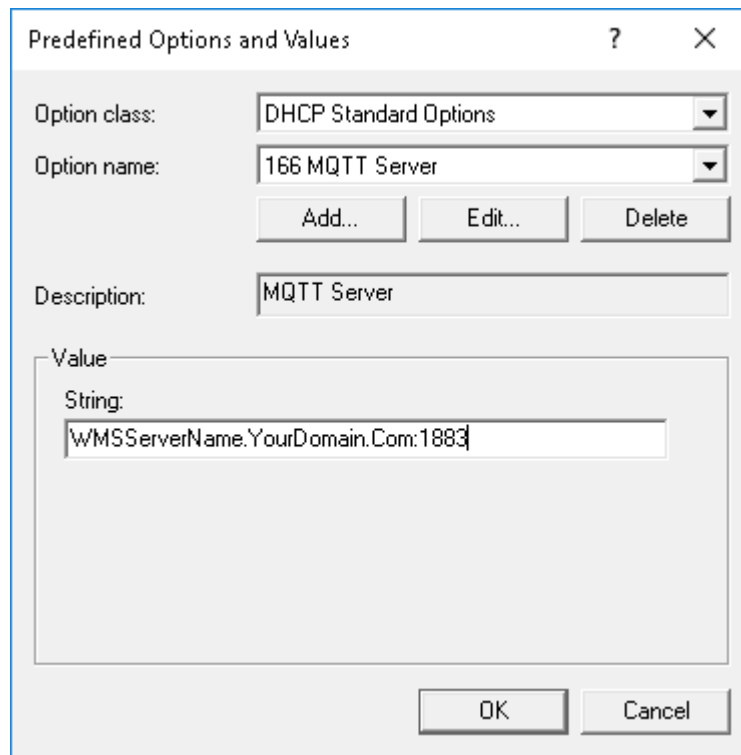 Predefined Options and Values
Option class: DHCP Standard Options
Option name: 166 MQTT Server
Add... Edit... Delete
Description: MQTT Server
Value
String:
WMSServerName.YourDomain.Com:1883
OK Cancel